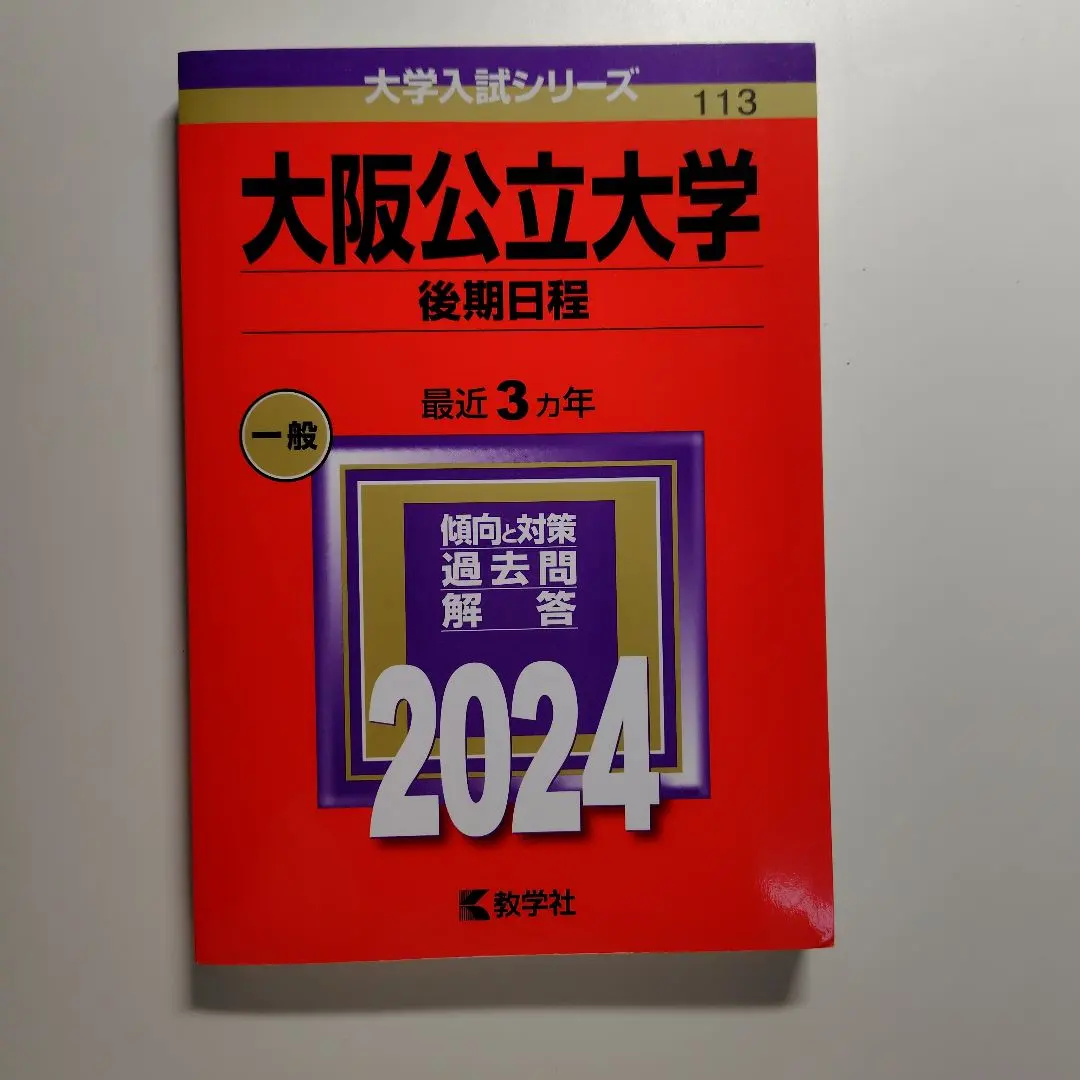 大学入試シリーズ
113
大阪公立大学
後期日程
最近3カ年
一般
傾向と対策
過去問
解答
2024
教学社